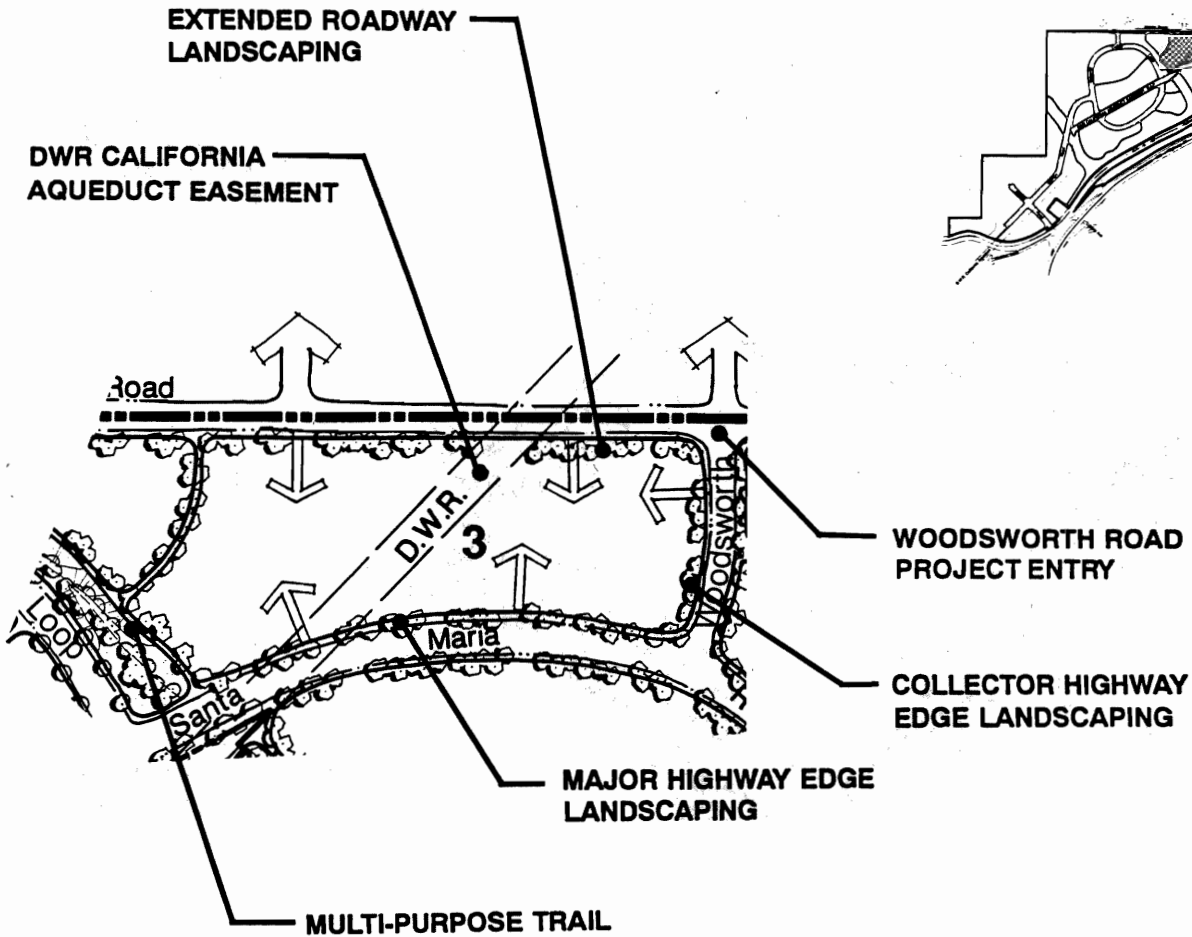 EXTENDED ROADWAY
LANDSCAPING
DWR CALIFORNIA
AQUEDUCT EASEMENT
Road
D.W.R.
3
Woodsworth
WOODSWORTH ROAD
PROJECT ENTRY
Loop
Maria
Santa
COLLECTOR HIGHWAY
EDGE LANDSCAPING
MAJOR HIGHWAY EDGE
LANDSCAPING
MULTI-PURPOSE TRAIL